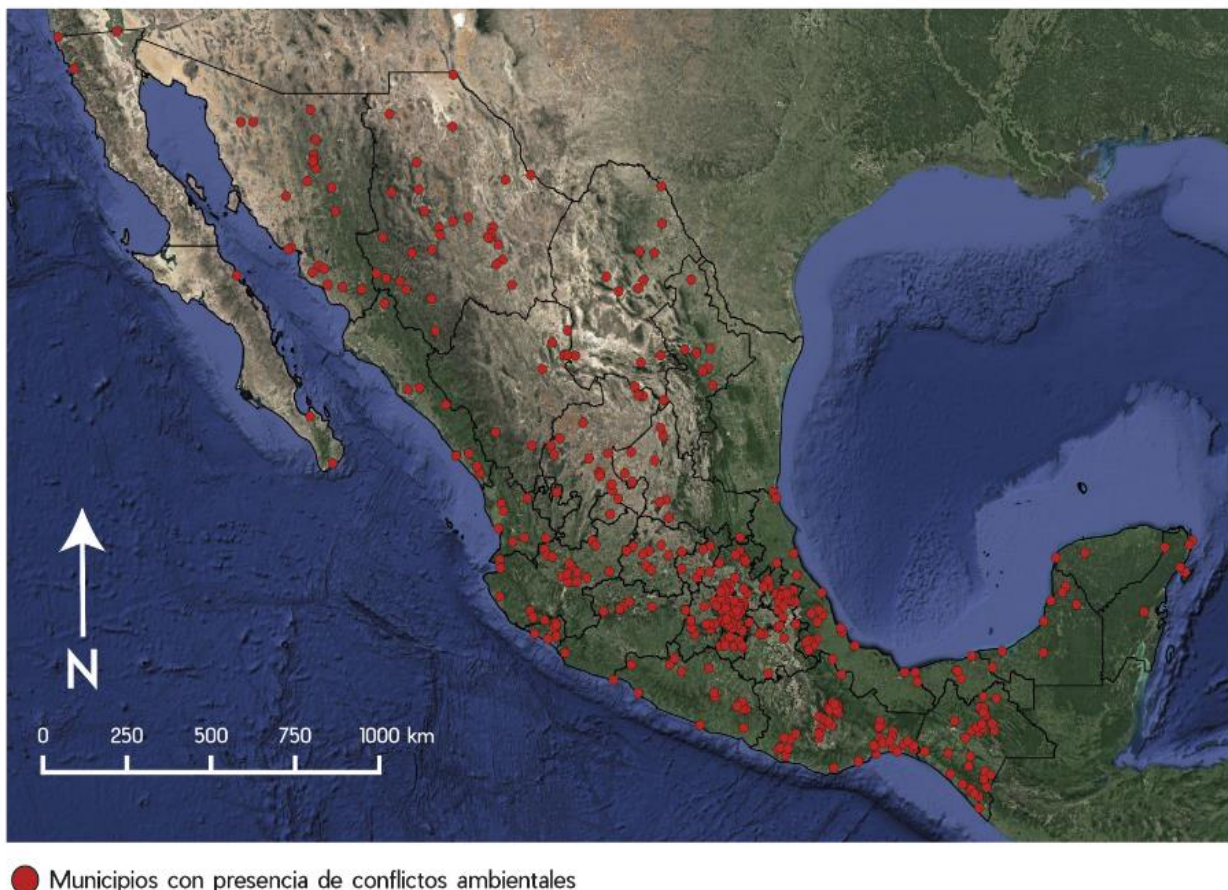 N
0 250 500 750 1000 km
Municipios con presencia de conflictos ambientales